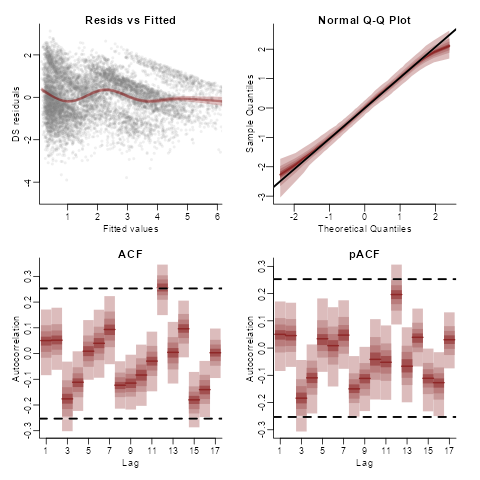 Resids vs Fitted
DS residuals
2
0
-2
-4
1 2 3 4 5 6
Fitted values
Normal Q-Q Plot
Sample Quantiles
2
1
0
-1
-2
-3
-2 -1 0 1 2
Theoretical Quantiles
ACF
Autocorrelation
0.3
0.2
0.1
0.0
-0.1
-0.2
-0.3
1 3 5 7 9 11 13 15 17
Lag
pACF
Autocorrelation
0.3
0.2
0.1
0.0
-0.1
-0.2
-0.3
1 3 5 7 9 11 13 15 17
Lag